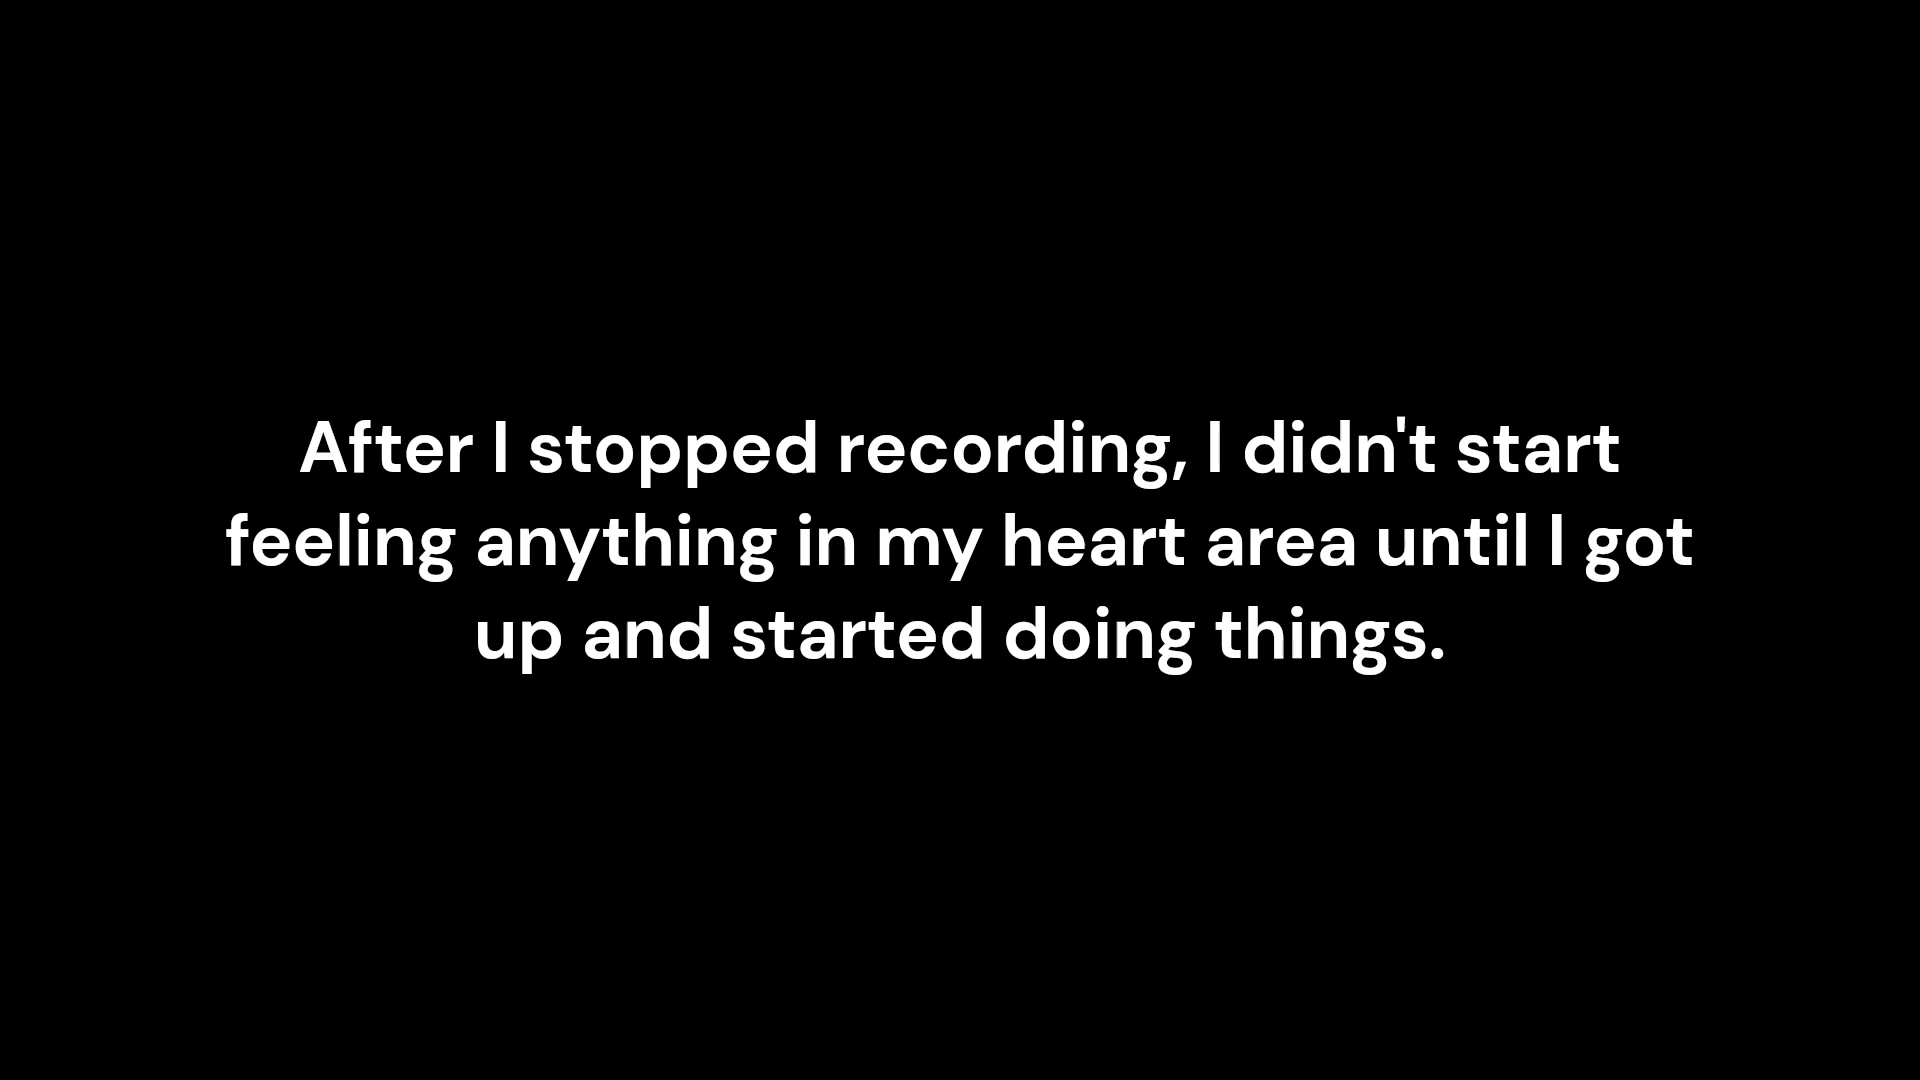 After I stopped recording, I didn't start
feeling anything in my heart area until I got
up and started doing things.